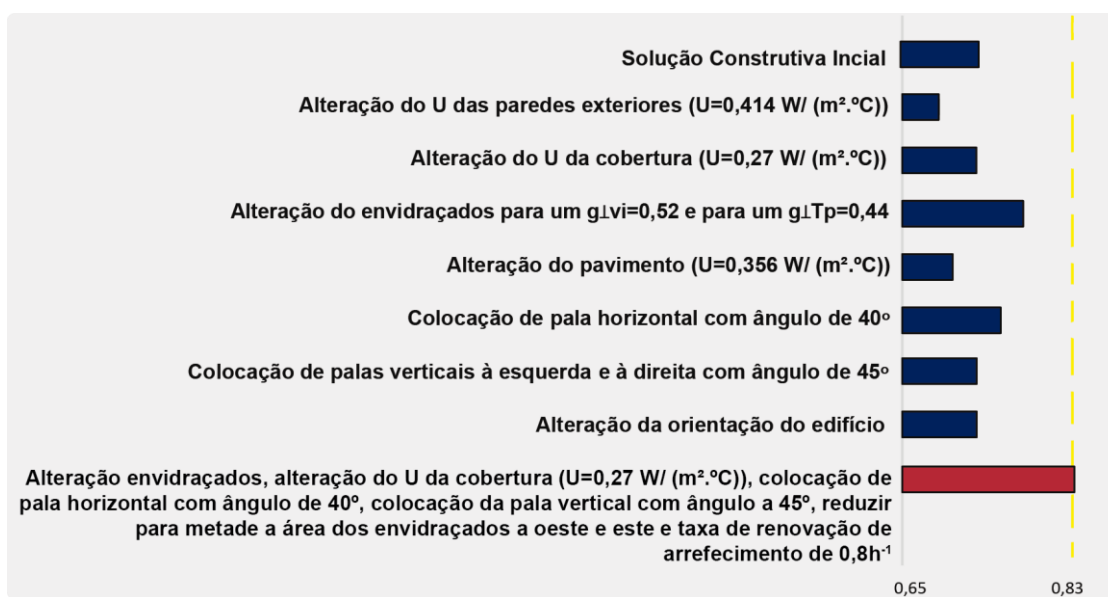 Solução Construtiva Incial
Alteração do U das paredes exteriores (U=0,414 W/ (m².ºC))
Alteração do U da cobertura (U=0,27 W/ (m².ºC))
Alteração do envidraçados para um g⊥vi=0,52 e para um g⊥Tp=0,44
Alteração do pavimento (U=0,356 W/ (m².ºC))
Colocação de pala horizontal com ângulo de 40º
Colocação de palas verticais à esquerda e à direita com ângulo de 45º
Alteração da orientação do edifício
Alteração envidraçados, alteração do U da cobertura (U=0,27 W/ (m².ºC)), colocação de
pala horizontal com ângulo de 40º, colocação da pala vertical com ângulo a 45º, reduzir
para metade a área dos envidraçados a oeste e este e taxa de renovação de
arrefecimento de 0,8h⁻¹
0,65 0,83